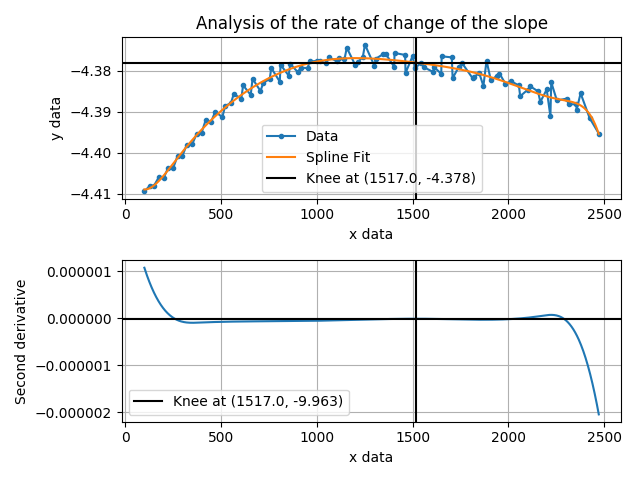 Analysis of the rate of change of the slope
−4.38
−4.39
−4.40
−4.41
y data
Data
Spline Fit
Knee at (1517.0, -4.378)
0 500 1000 1500 2000 2500
x data
0.000001
0.000000
−0.000001
−0.000002
Second derivative
Knee at (1517.0, -9.963)
0 500 1000 1500 2000 2500
x data